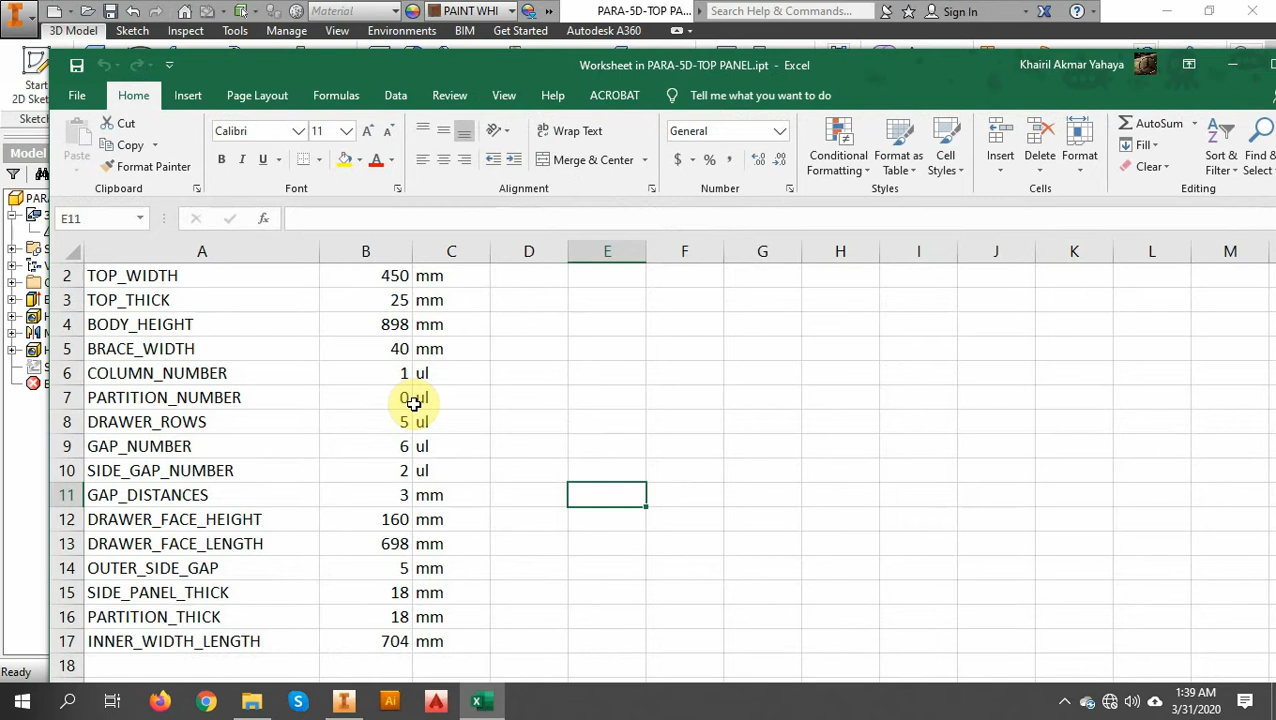 Material
PAINT WHI
PARA-5D-TOP PA...
Search Help & Commands...
Sign In
3D Model Sketch Inspect Tools Manage View Environments BIM Get Started Autodesk A360
Start
2D Sket
Sketch
Worksheet in PARA-5D-TOP PANEL.ipt - Excel
Khairil Akmar Yahaya
File Home Insert Page Layout Formulas Data Review View Help ACROBAT Tell me what you want to do
Paste
Cut
Copy
Format Painter
Calibri 11
B I U
Wrap Text
Merge & Center
General
$ % ,
Conditional Formatting
Format as Table
Cell Styles
Insert Delete Format
AutoSum
Fill
Clear
Sort & Filter
Find & Select
Clipboard Font Alignment Number Styles Cells Editing
Model
PARA
E11 fx
A B C D E F G H I J K L M
2 TOP_WIDTH 450 mm
3 TOP_THICK 25 mm
4 BODY_HEIGHT 898 mm
5 BRACE_WIDTH 40 mm
6 COLUMN_NUMBER 1 ul
7 PARTITION_NUMBER 0 ul
8 DRAWER_ROWS 5 ul
9 GAP_NUMBER 6 ul
10 SIDE_GAP_NUMBER 2 ul
11 GAP_DISTANCES 3 mm
12 DRAWER_FACE_HEIGHT 160 mm
13 DRAWER_FACE_LENGTH 698 mm
14 OUTER_SIDE_GAP 5 mm
15 SIDE_PANEL_THICK 18 mm
16 PARTITION_THICK 18 mm
17 INNER_WIDTH_LENGTH 704 mm
18
Ready
1:39 AM
3/31/2020